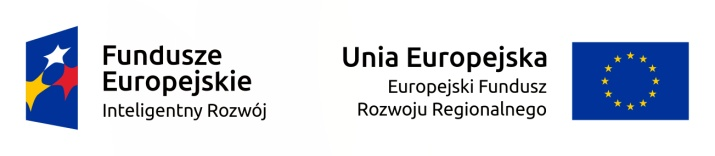 Fundusze
Europejskie
Inteligentny Rozwój
Unia Europejska
Europejski Fundusz
Rozwoju Regionalnego